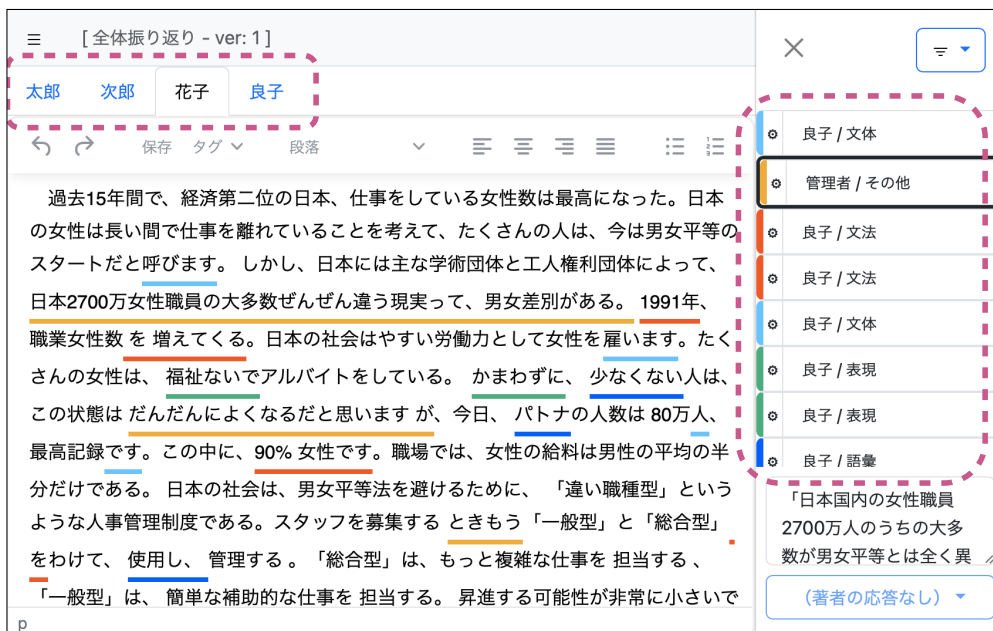 [ 全体振り返り - ver: 1 ]
太郎 次郎 花子 良子
保存 タグ 段落
過去15年間で、経済第二位の日本、仕事をしている女性数は最高になった。日本
の女性は長い間で仕事を離れていることを考えて、たくさんの人は、今は男女平等の
スタートだと呼びます。 しかし、日本には主な学術団体と工人権利団体によって、
日本2700万女性職員の大多数ぜんぜん違う現実って、男女差別がある。 1991年、
職業女性数 を 増えてくる。日本の社会はやすい労働力として女性を雇います。たく
さんの女性は、 福祉ないでアルバイトをしている。 かまわずに、 少なくない人は、
この状態は だんだんによくなるだと思います が、今日、 パトナの人数は 80万人、
最高記録です。この中に、90% 女性です。職場では、女性の給料は男性の平均の半
分だけである。 日本の社会は、男女平等法を避けるために、 「違い職種型」という
ような人事管理制度である。スタッフを募集する ときもう「一般型」と「総合型」
をわけて、 使用し、 管理する 。「総合型」は、もっと複雑な仕事を 担当する 、
「一般型」は、 簡単な補助的な仕事を 担当する。 昇進する可能性が非常に小さいで
p
良子 / 文体
管理者 / その他
良子 / 文法
良子 / 文法
良子 / 文体
良子 / 表現
良子 / 表現
良子 / 語彙
「日本国内の女性職員
2700万人のうちの大多
数が男女平等とは全く異
（著者の応答なし）